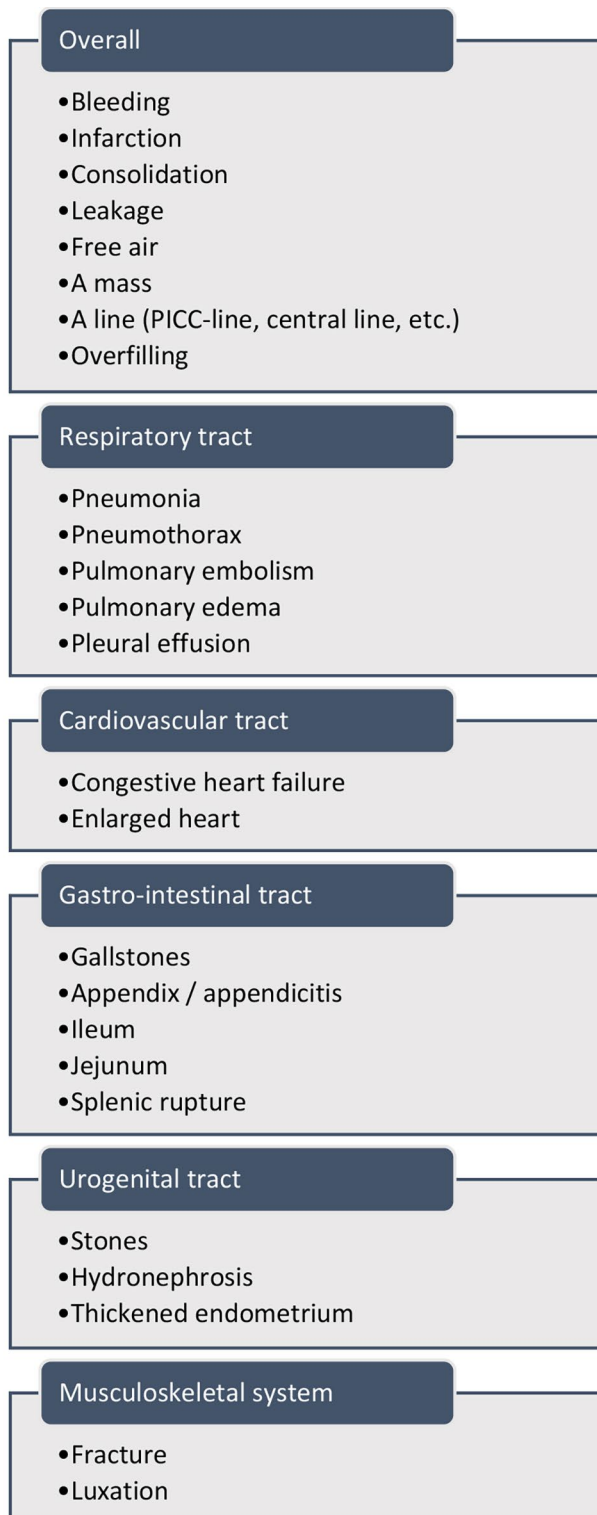 Overall
•Bleeding
•Infarction
•Consolidation
•Leakage
•Free air
•A mass
•A line (PICC-line, central line, etc.)
•Overfilling
Respiratory tract
•Pneumonia
•Pneumothorax
•Pulmonary embolism
•Pulmonary edema
•Pleural effusion
Cardiovascular tract
•Congestive heart failure
•Enlarged heart
Gastro-intestinal tract
•Gallstones
•Appendix / appendicitis
•Ileum
•Jejunum
•Splenic rupture
Urogenital tract
•Stones
•Hydronephrosis
•Thickened endometrium
Musculoskeletal system
•Fracture
•Luxation